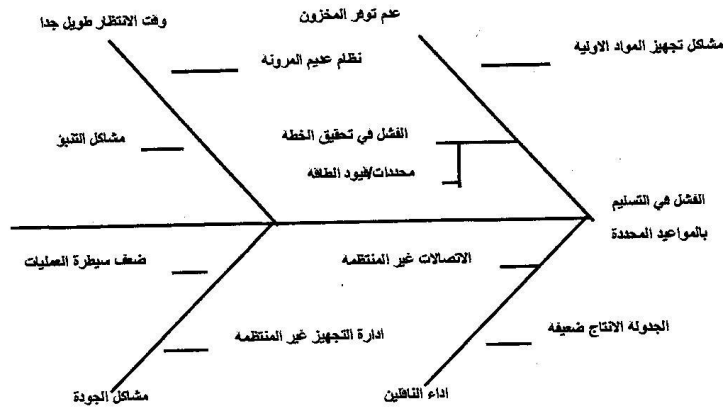 عدم توفر المخزون
وقت الانتظار طويل جدا
مشاكل تجهيز المواد الاوليه
نظام عديم المرونه
الفشل في تحقيق الخطه
مشاكل التنبؤ
محددات/قيود الطاقه
الفشل في التسليم
بالمواعيد المحددة
الاتصالات غير المنتظمه
ضعف سيطرة العمليات
الجدوله الانتاج ضعيفه
ادارة التجهيز غير المنتظمه
اداء الناقلين
مشاكل الجودة